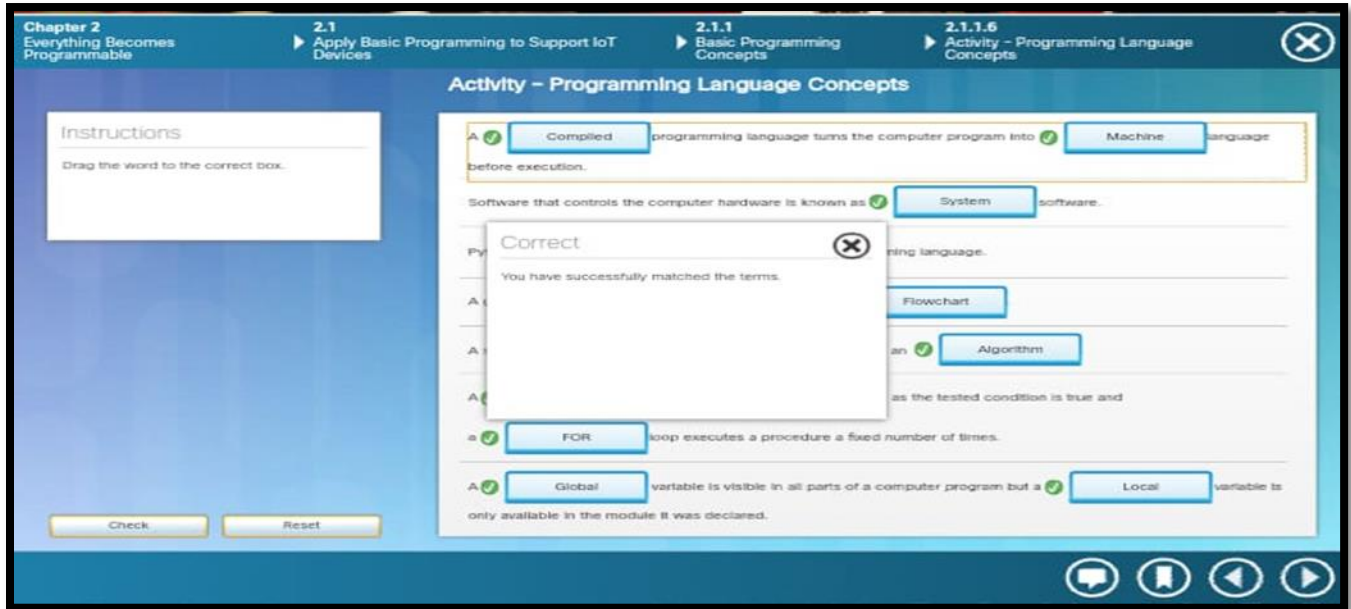 Chapter 2
Everything Becomes
Programmable
2.1
Apply Basic Programming to Support IoT
Devices
2.1.1
Basic Programming
Concepts
2.1.1.6
Activity - Programming Language
Concepts
Activity - Programming Language Concepts
Instructions
Drag the word to the correct box.
A Compiled programming language turns the computer program into Machine language
before execution.
Software that controls the computer hardware is known as System software.
Py ning language.
A Flowchart
A an Algorithm
A as the tested condition is true and
a FOR loop executes a procedure a fixed number of times.
A Global variable is visible in all parts of a computer program but a Local variable is
only available in the module it was declared.
Correct
You have successfully matched the terms.
Check
Reset